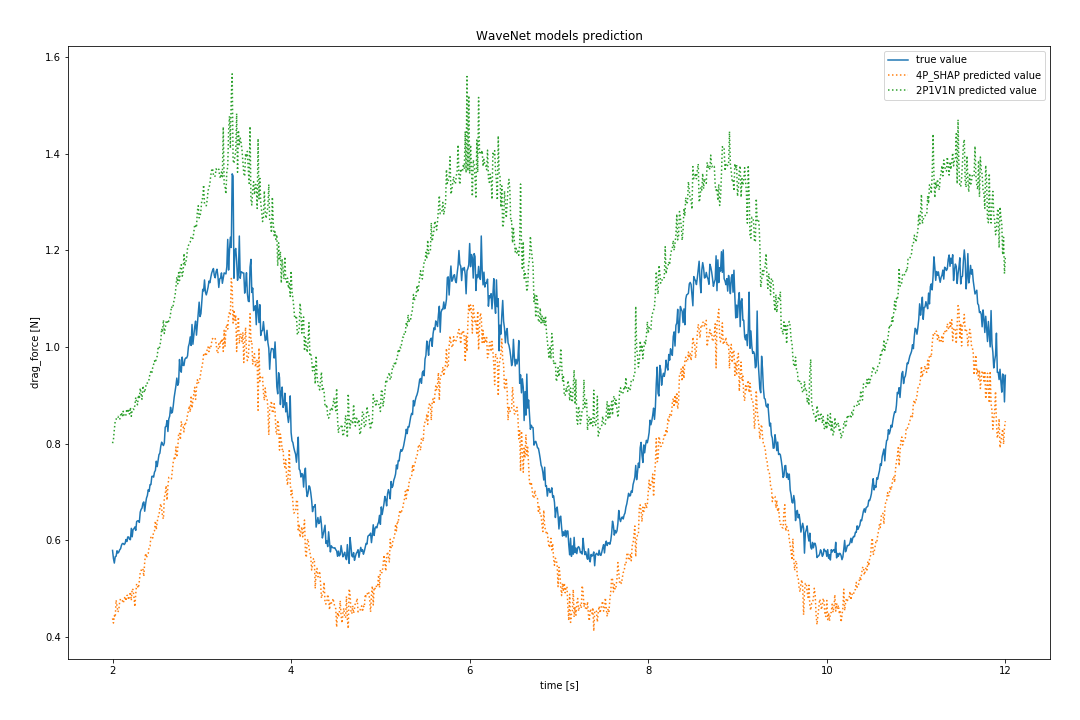 WaveNet models prediction
true value
4P_SHAP predicted value
2P1V1N predicted value
1.6
1.4
1.2
1.0
0.8
0.6
0.4
drag_force [N]
2
4
6
8
10
12
time [s]